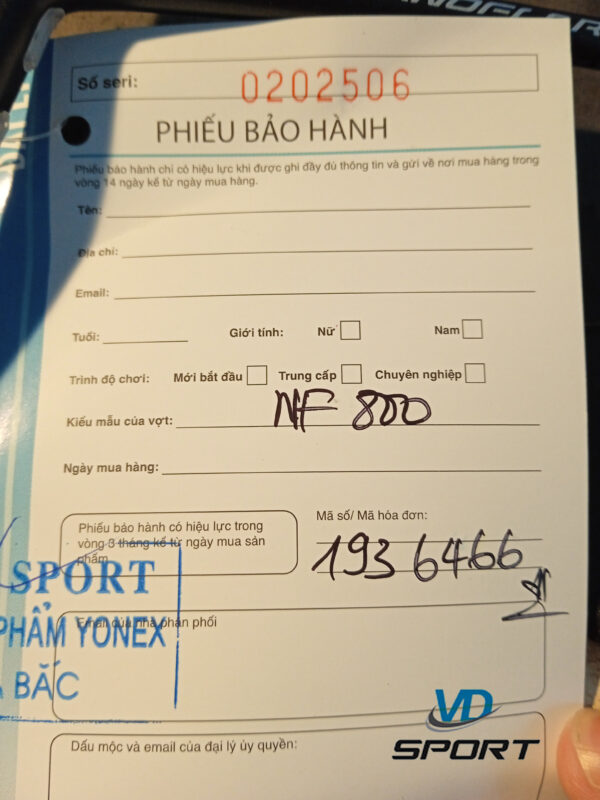 Số seri: 0202506
PHIẾU BẢO HÀNH
Phiếu bảo hành chỉ có hiệu lực khi được ghi đầy đủ thông tin và gửi về nơi mua hàng trong
vòng 14 ngày kể từ ngày mua hàng.
Tên:
Địa chỉ:
Email:
Tuổi: Giới tính: Nữ Nam
Trình độ chơi: Mới bắt đầu Trung cấp Chuyên nghiệp
Kiểu mẫu của vợt: NF 800
Ngày mua hàng:
Phiếu bảo hành có hiệu lực trong
vòng 3 tháng kể từ ngày mua sản
phẩm
Mã số/ Mã hóa đơn:
1936466
SPORT
PHẨM YONEX
BẮC
Email của nhà phân phối
VD
SPORT
Dấu mộc và email của đại lý ủy quyền: